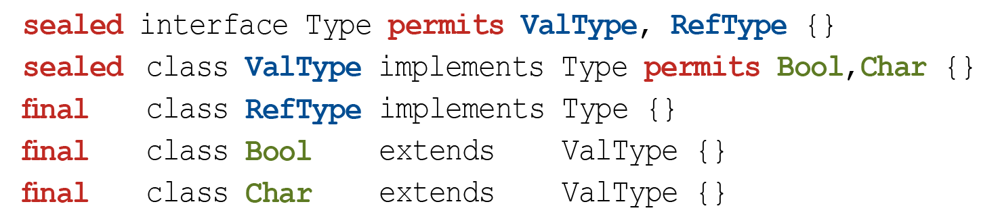 sealed interface Type permits ValType, RefType {}
sealed class ValType implements Type permits Bool,Char {}
final class RefType implements Type {}
final class Bool extends ValType {}
final class Char extends ValType {}